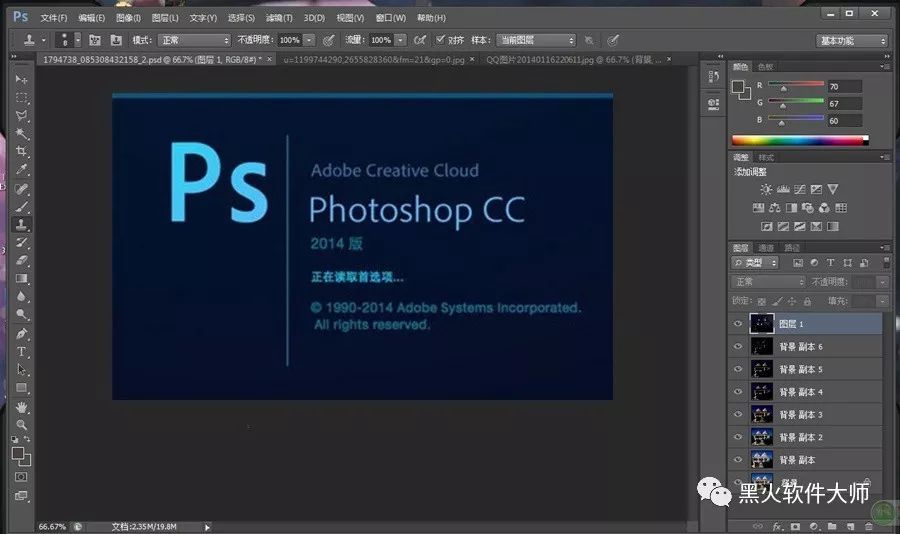 Ps 文件(F) 编辑(E) 图像(I) 图层(L) 文字(Y) 选择(S) 滤镜(T) 3D(D) 视图(V) 窗口(W) 帮助(H)
8 模式: 正常 不透明度: 100% 流量: 100% 对齐 样本: 当前图层 基本功能
1794738_085308432158_2.psd @ 66.7% (图层 1, RGB/8#) * × u=1199744290,2655828360&fm=21&gp=0.jpg × QQ图片20140116220611.jpg @ 66.7% (背景 ... ×
颜色 色板
R 70
G 67
B 60
调整 样式
添加调整
图层 通道 路径
类型
正常 不透明度:
锁定: 填充:
图层 1
背景 副本 6
背景 副本 5
背景 副本 4
背景 副本 3
背景 副本 2
背景 副本
背景
Ps
Adobe Creative Cloud
Photoshop CC
2014 版
正在读取首选项...
© 1990-2014 Adobe Systems Incorporated.
All rights reserved.
黑火软件大师
66.67% 文档:2.35M/19.8M